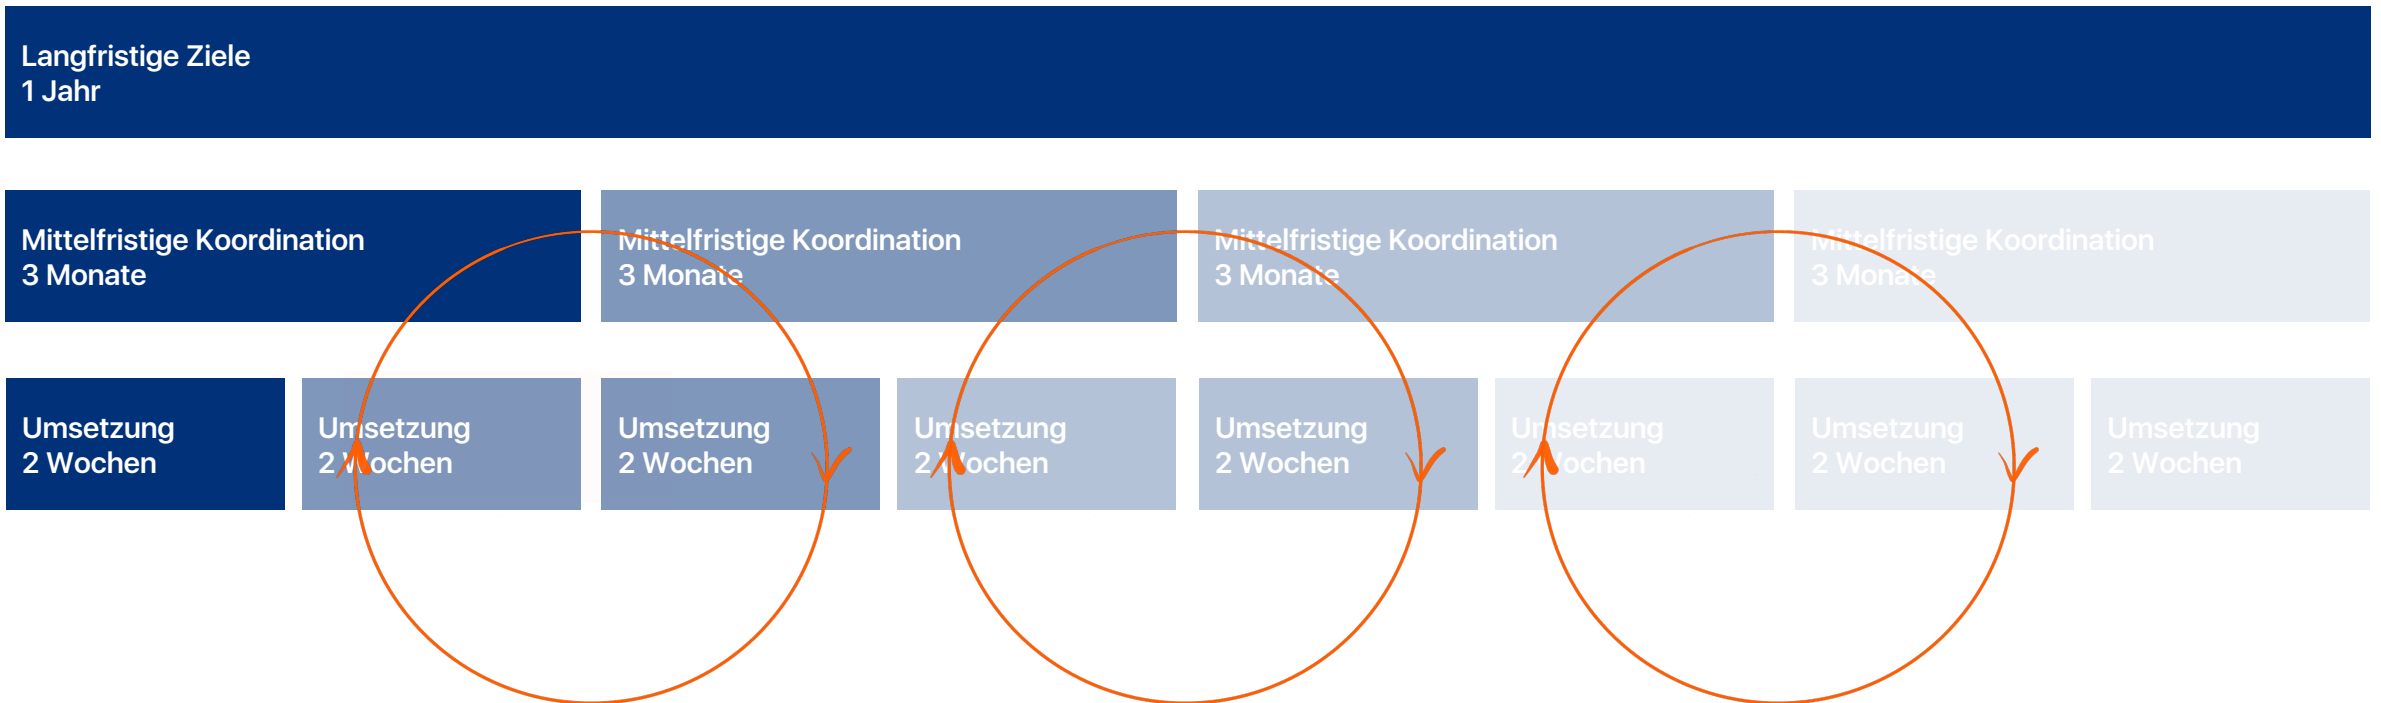 Langfristige Ziele
1 Jahr
Mittelfristige Koordination
3 Monate
Mittelfristige Koordination
3 Monate
Mittelfristige Koordination
3 Monate
Mittelfristige Koordination
3 Monate
Umsetzung
2 Wochen
Umsetzung
2 Wochen
Umsetzung
2 Wochen
Umsetzung
2 Wochen
Umsetzung
2 Wochen
Umsetzung
2 Wochen
Umsetzung
2 Wochen
Umsetzung
2 Wochen